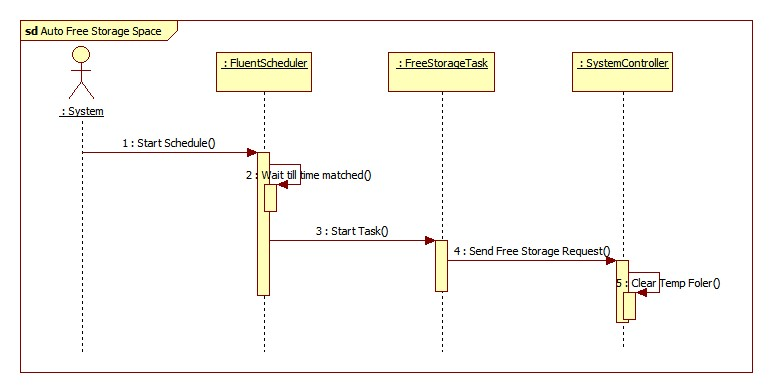 sd Auto Free Storage Space
: System
: FluentScheduler
: FreeStorageTask
: SystemController
1 : Start Schedule()
2 : Wait till time matched()
3 : Start Task()
4 : Send Free Storage Request()
5 : Clear Temp Foler()